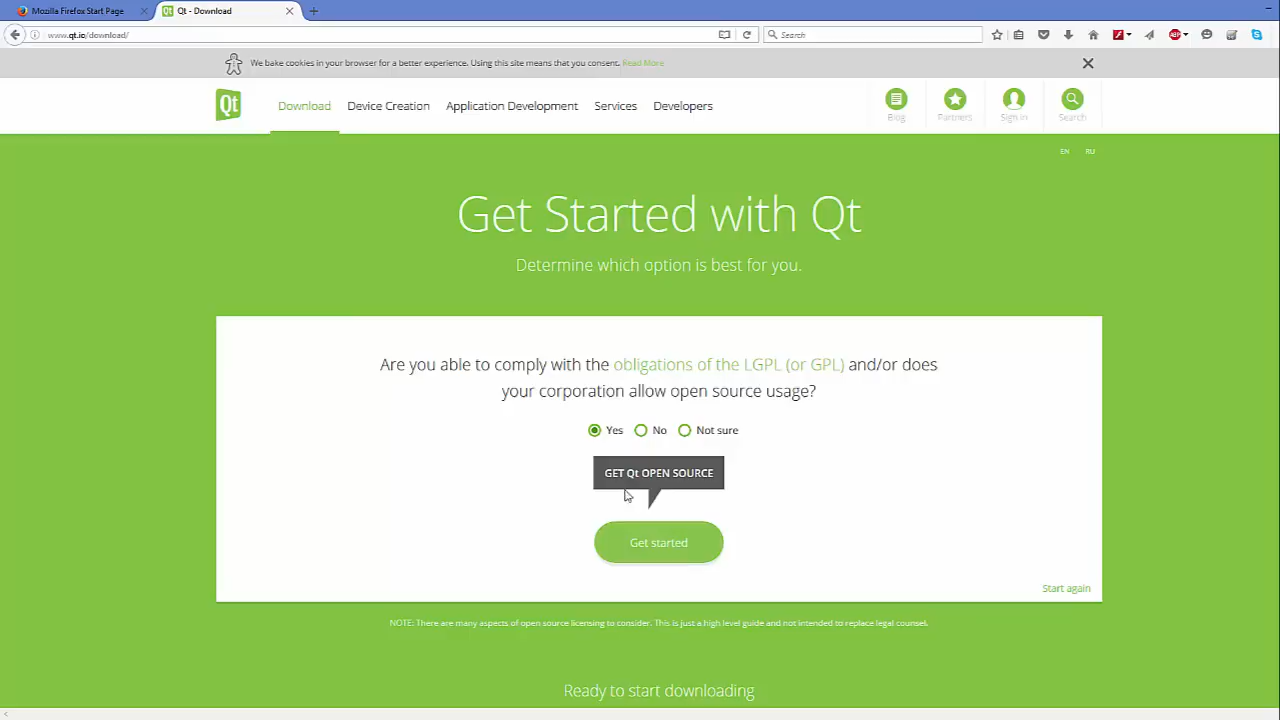 Mozilla Firefox Start Page
Qt - Download
www.qt.io/download/
Search
We bake cookies in your browser for a better experience. Using this site means that you consent. Read More
Qt
Download
Device Creation
Application Development
Services
Developers
Blog
Partners
Sign in
Search
EN
RU
Get Started with Qt
Determine which option is best for you.
Are you able to comply with the obligations of the LGPL (or GPL) and/or does
your corporation allow open source usage?
Yes
No
Not sure
GET Qt OPEN SOURCE
Get started
Start again
NOTE: There are many aspects of open source licensing to consider. This is just a high level guide and not intended to replace legal counsel.
Ready to start downloading